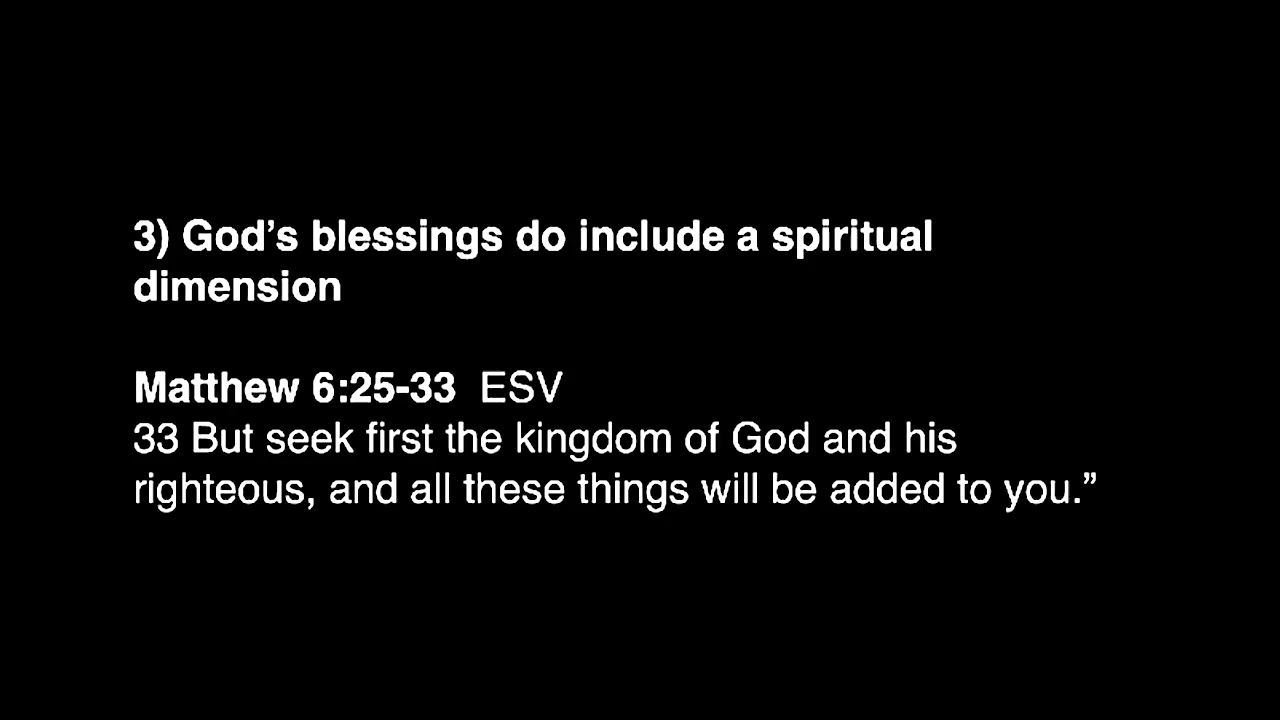 3) God’s blessings do include a spiritual
dimension
Matthew 6:25-33 ESV
33 But seek first the kingdom of God and his
righteous, and all these things will be added to you.”